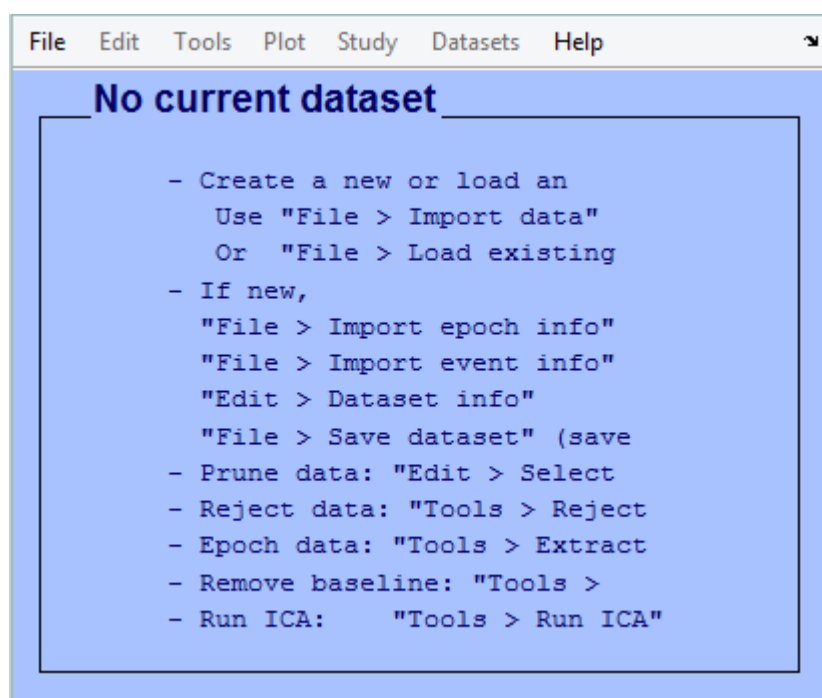 File Edit Tools Plot Study Datasets Help
No current dataset
- Create a new or load an
Use "File > Import data"
Or "File > Load existing
- If new,
"File > Import epoch info"
"File > Import event info"
"Edit > Dataset info"
"File > Save dataset" (save
- Prune data: "Edit > Select
- Reject data: "Tools > Reject
- Epoch data: "Tools > Extract
- Remove baseline: "Tools >
- Run ICA: "Tools > Run ICA"